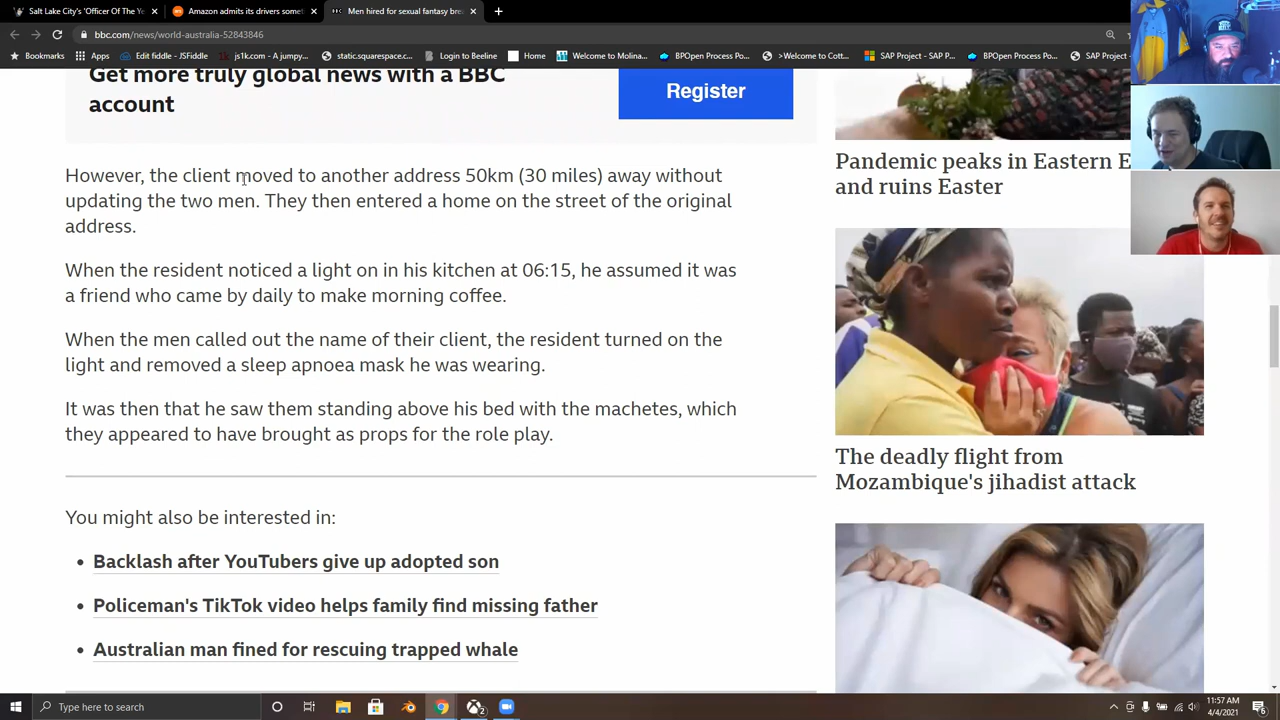 Salt Lake City's 'Officer Of The Ye
Amazon admits its drivers somet
Men hired for sexual fantasy brea
bbc.com/news/world-australia-52843846
Bookmarks
Apps
Edit fiddle - JSFiddle
js1k.com - A jumpy...
static.squarespace.c...
Login to Beeline
Home
Welcome to Molina...
BPOpen Project (Pro...
>Welcome to Cott...
SAP Project - SAP P...
BPOpen Process Pro...
SAP Project
Get more truly global news with a BBC
account
Register
However, the client moved to another address 50km (30 miles) away without
updating the two men. They then entered a home on the street of the original
address.
When the resident noticed a light on in his kitchen at 06:15, he assumed it was
a friend who came by daily to make morning coffee.
When the men called out the name of their client, the resident turned on the
light and removed a sleep apnoea mask he was wearing.
It was then that he saw them standing above his bed with the machetes, which
they appeared to have brought as props for the role play.
You might also be interested in:
Backlash after YouTubers give up adopted son
Policeman's TikTok video helps family find missing father
Australian man fined for rescuing trapped whale
Pandemic peaks in Eastern E
and ruins Easter
The deadly flight from
Mozambique's jihadist attack
Type here to search
11:57 AM
4/4/2021